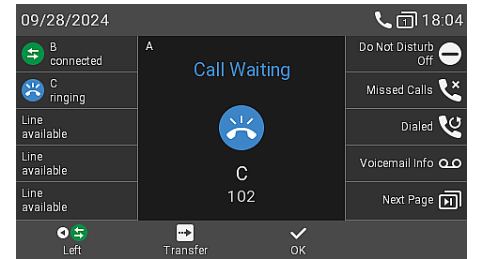 09/28/2024
1
18:04
B
connected
C
ringing
Line
available
Line
available
Line
available
A
Call Waiting
C
102
Do Not Disturb
Off
Missed Calls
Dialed
Voicemail Info
Next Page
Left
Transfer
OK